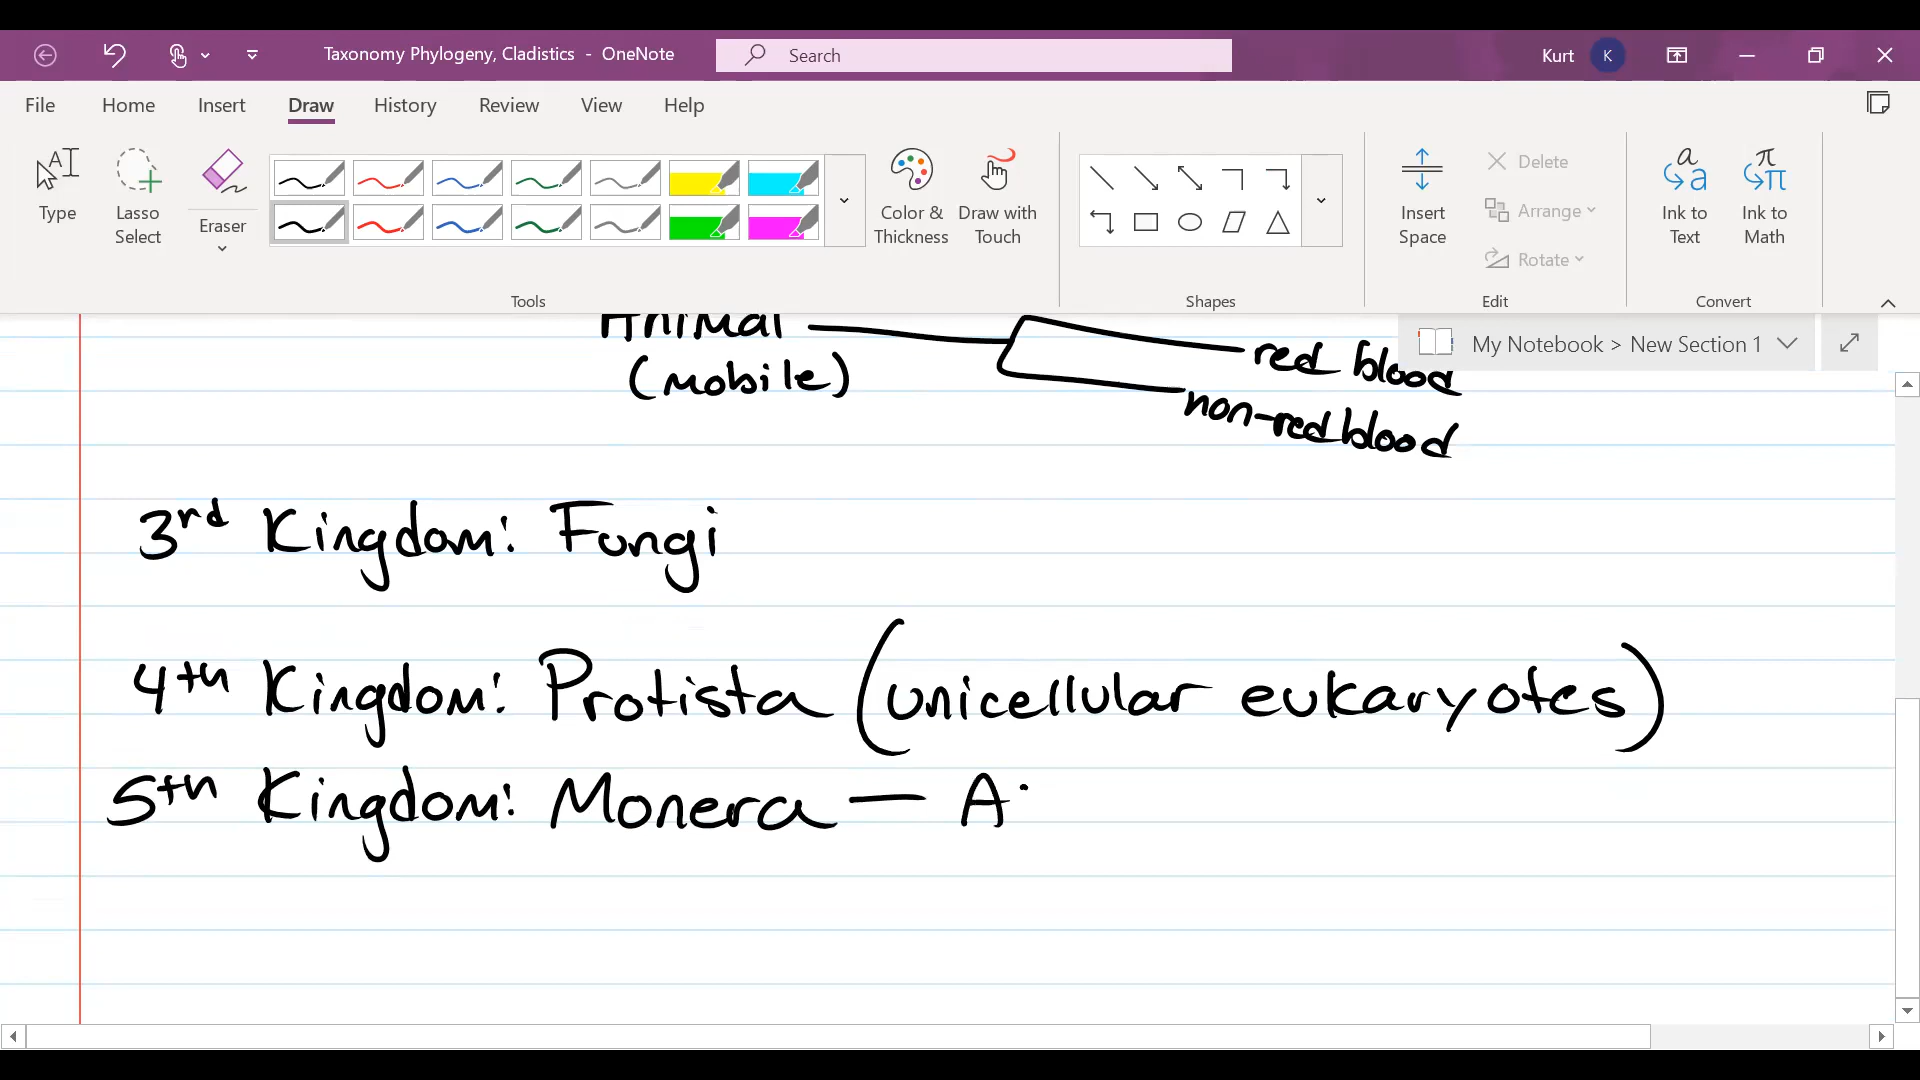 Taxonomy Phylogeny, Cladistics - OneNote
Search
Kurt K
File Home Insert Draw History Review View Help
Type
Lasso Select
Eraser
Color & Thickness
Draw with Touch
Insert Space
Delete
Arrange
Rotate
Ink to Text
Ink to Math
Tools Shapes Edit Convert
My Notebook > New Section 1
Animal
(mobile)
red blood
non-red blood
3rd Kingdom: Fungi
4th Kingdom: Protista (unicellular eukaryotes)
5th Kingdom: Monera — A